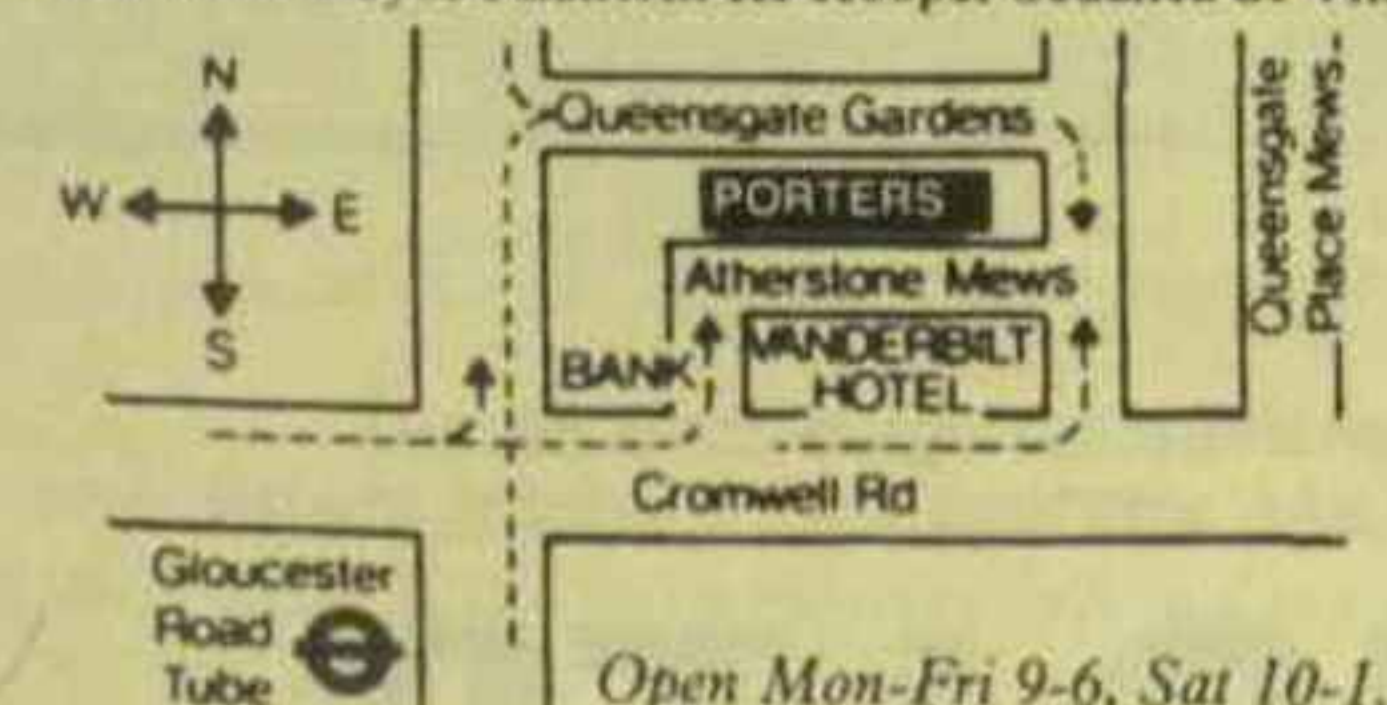 N
Queensgate Gardens
W
E
PORTERS
Queensgate
Place Mews
Atherstone Mews
S
VANDERBILT
HOTEL
BANK
Cromwell Rd
Gloucester
Road
Tube
Open Mon-Fri 9-6, Sat 10-1.